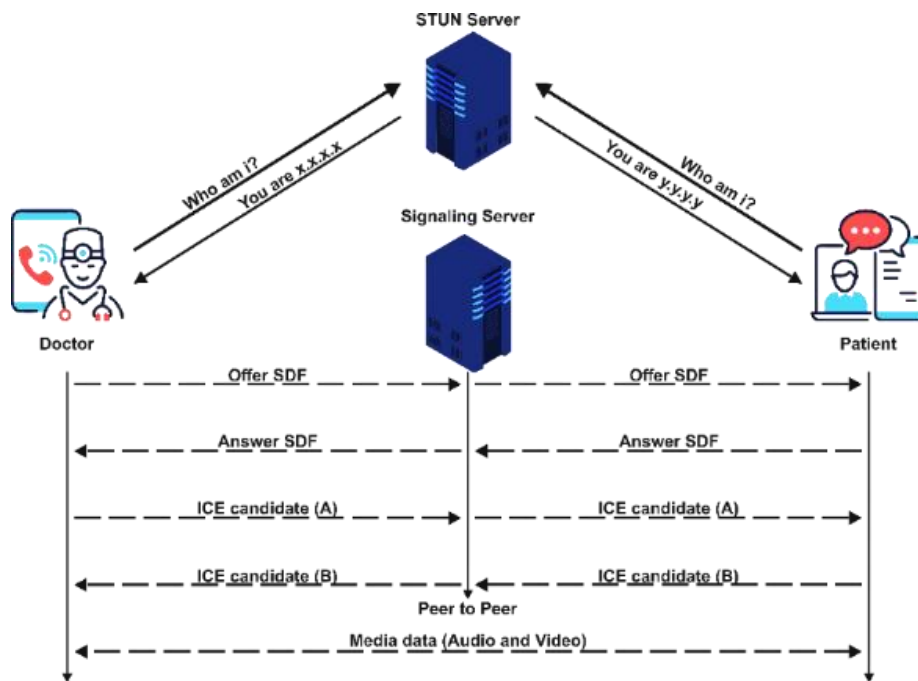 STUN Server
Who am i?
You are x.x.x.x
You are y.y.y.y
Who am i?
Signaling Server
Doctor
Patient
Offer SDF
Offer SDF
Answer SDF
Answer SDF
ICE candidate (A)
ICE candidate (A)
ICE candidate (B)
ICE candidate (B)
Peer to Peer
Media data (Audio and Video)